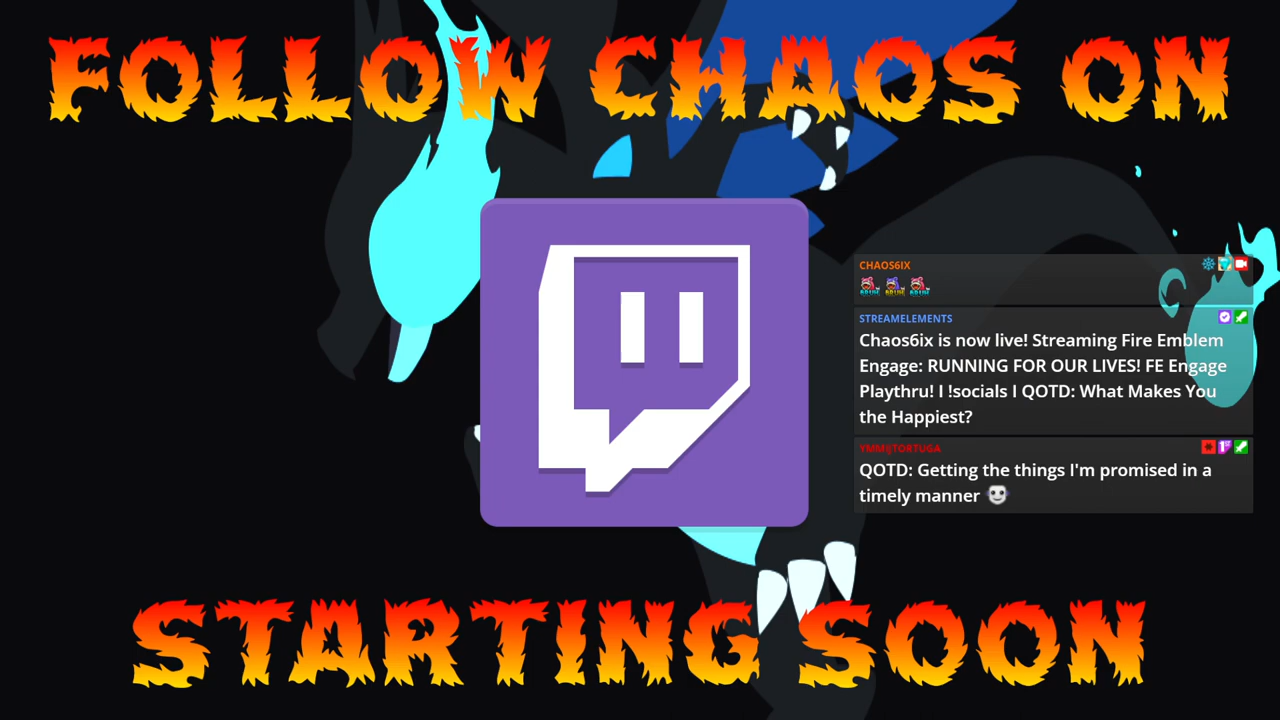 FOLLOW CHAOS ON
CHAOS6IX
STREAMELEMENTS
Chaos6ix is now live! Streaming Fire Emblem
Engage: RUNNING FOR OUR LIVES! FE Engage
Playthru! I !socials I QOTD: What Makes You
the Happiest?
QOTD: Getting the things I'm promised in a
timely manner
STARTING SOON